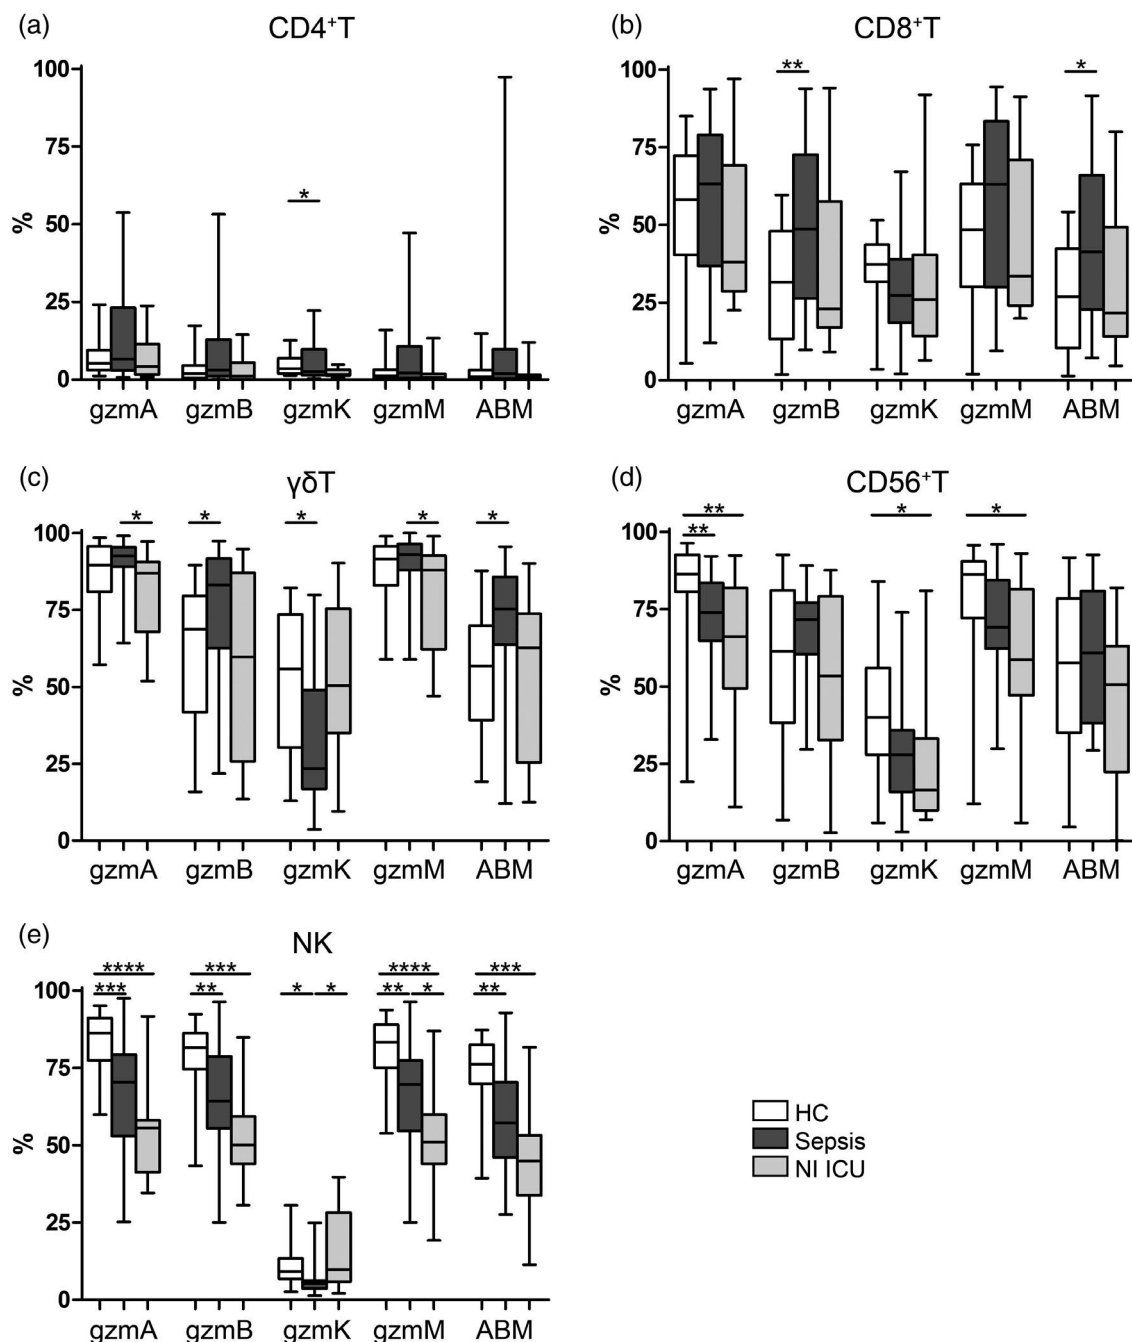 (a) CD4⁺T
100
75
50
25
0
%
*
gzmA gzmB gzmK gzmM ABM
(b) CD8⁺T
100
75
50
25
0
%
** *
gzmA gzmB gzmK gzmM ABM
(c) γδT
100
75
50
25
0
%
* * * * *
gzmA gzmB gzmK gzmM ABM
(d) CD56⁺T
100
75
50
25
0
%
** * *
**
gzmA gzmB gzmK gzmM ABM
(e) NK
100
75
50
25
0
%
**** *** **** ***
*** ** * * ** * **
gzmA gzmB gzmK gzmM ABM
HC
Sepsis
NI ICU